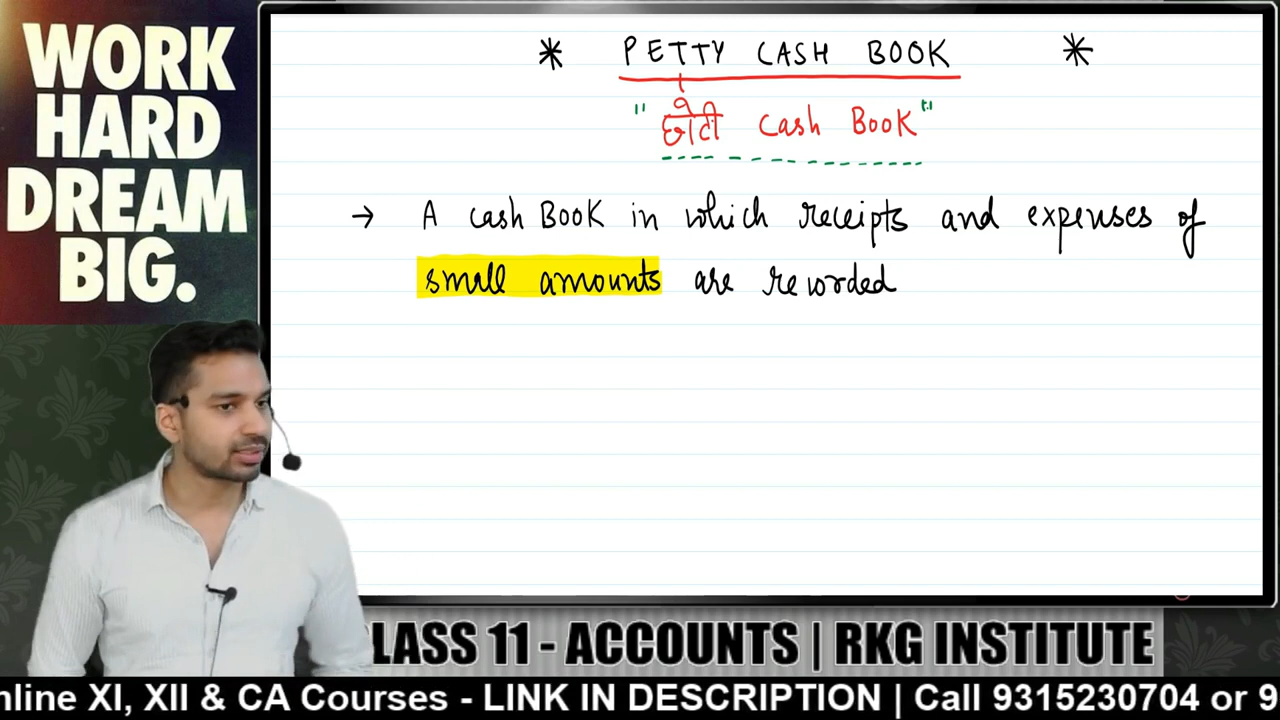 WORK
HARD
DREAM
BIG.
* PETTY CASH BOOK *
" छोटी Cash Book "
→ A cash Book in which receipts and expenses of
small amounts are recorded
LASS 11 - ACCOUNTS | RKG INSTITUTE
nline XI, XII & CA Courses - LINK IN DESCRIPTION | Call 9315230704 or 9